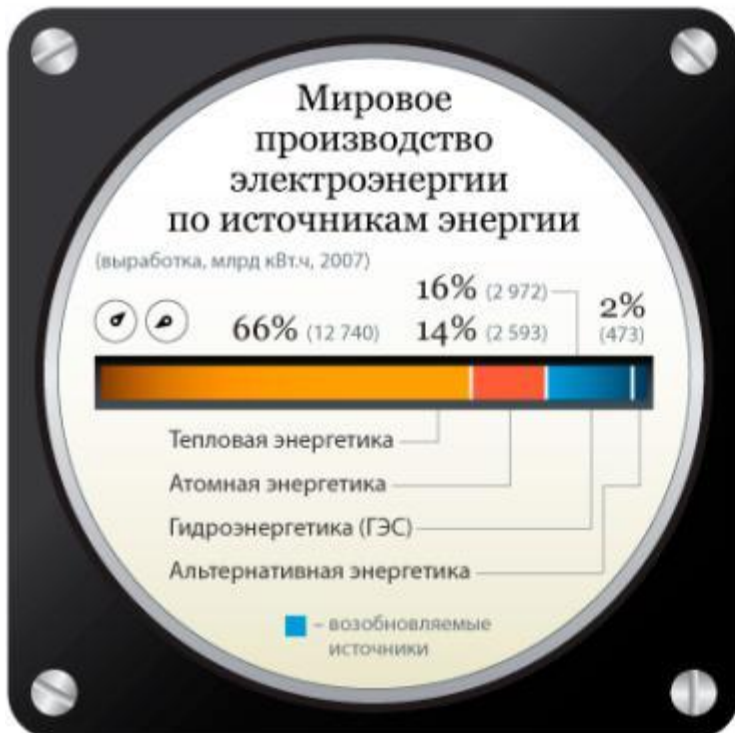 Мировое
производство
электроэнергии
по источникам энергии
(выработка, млрд кВт.ч, 2007)
16% (2 972)
2%
66% (12 740)
14% (2 593)
(473)
Тепловая энергетика
Атомная энергетика
Гидроэнергетика (ГЭС)
Альтернативная энергетика
– возобновляемые
источники